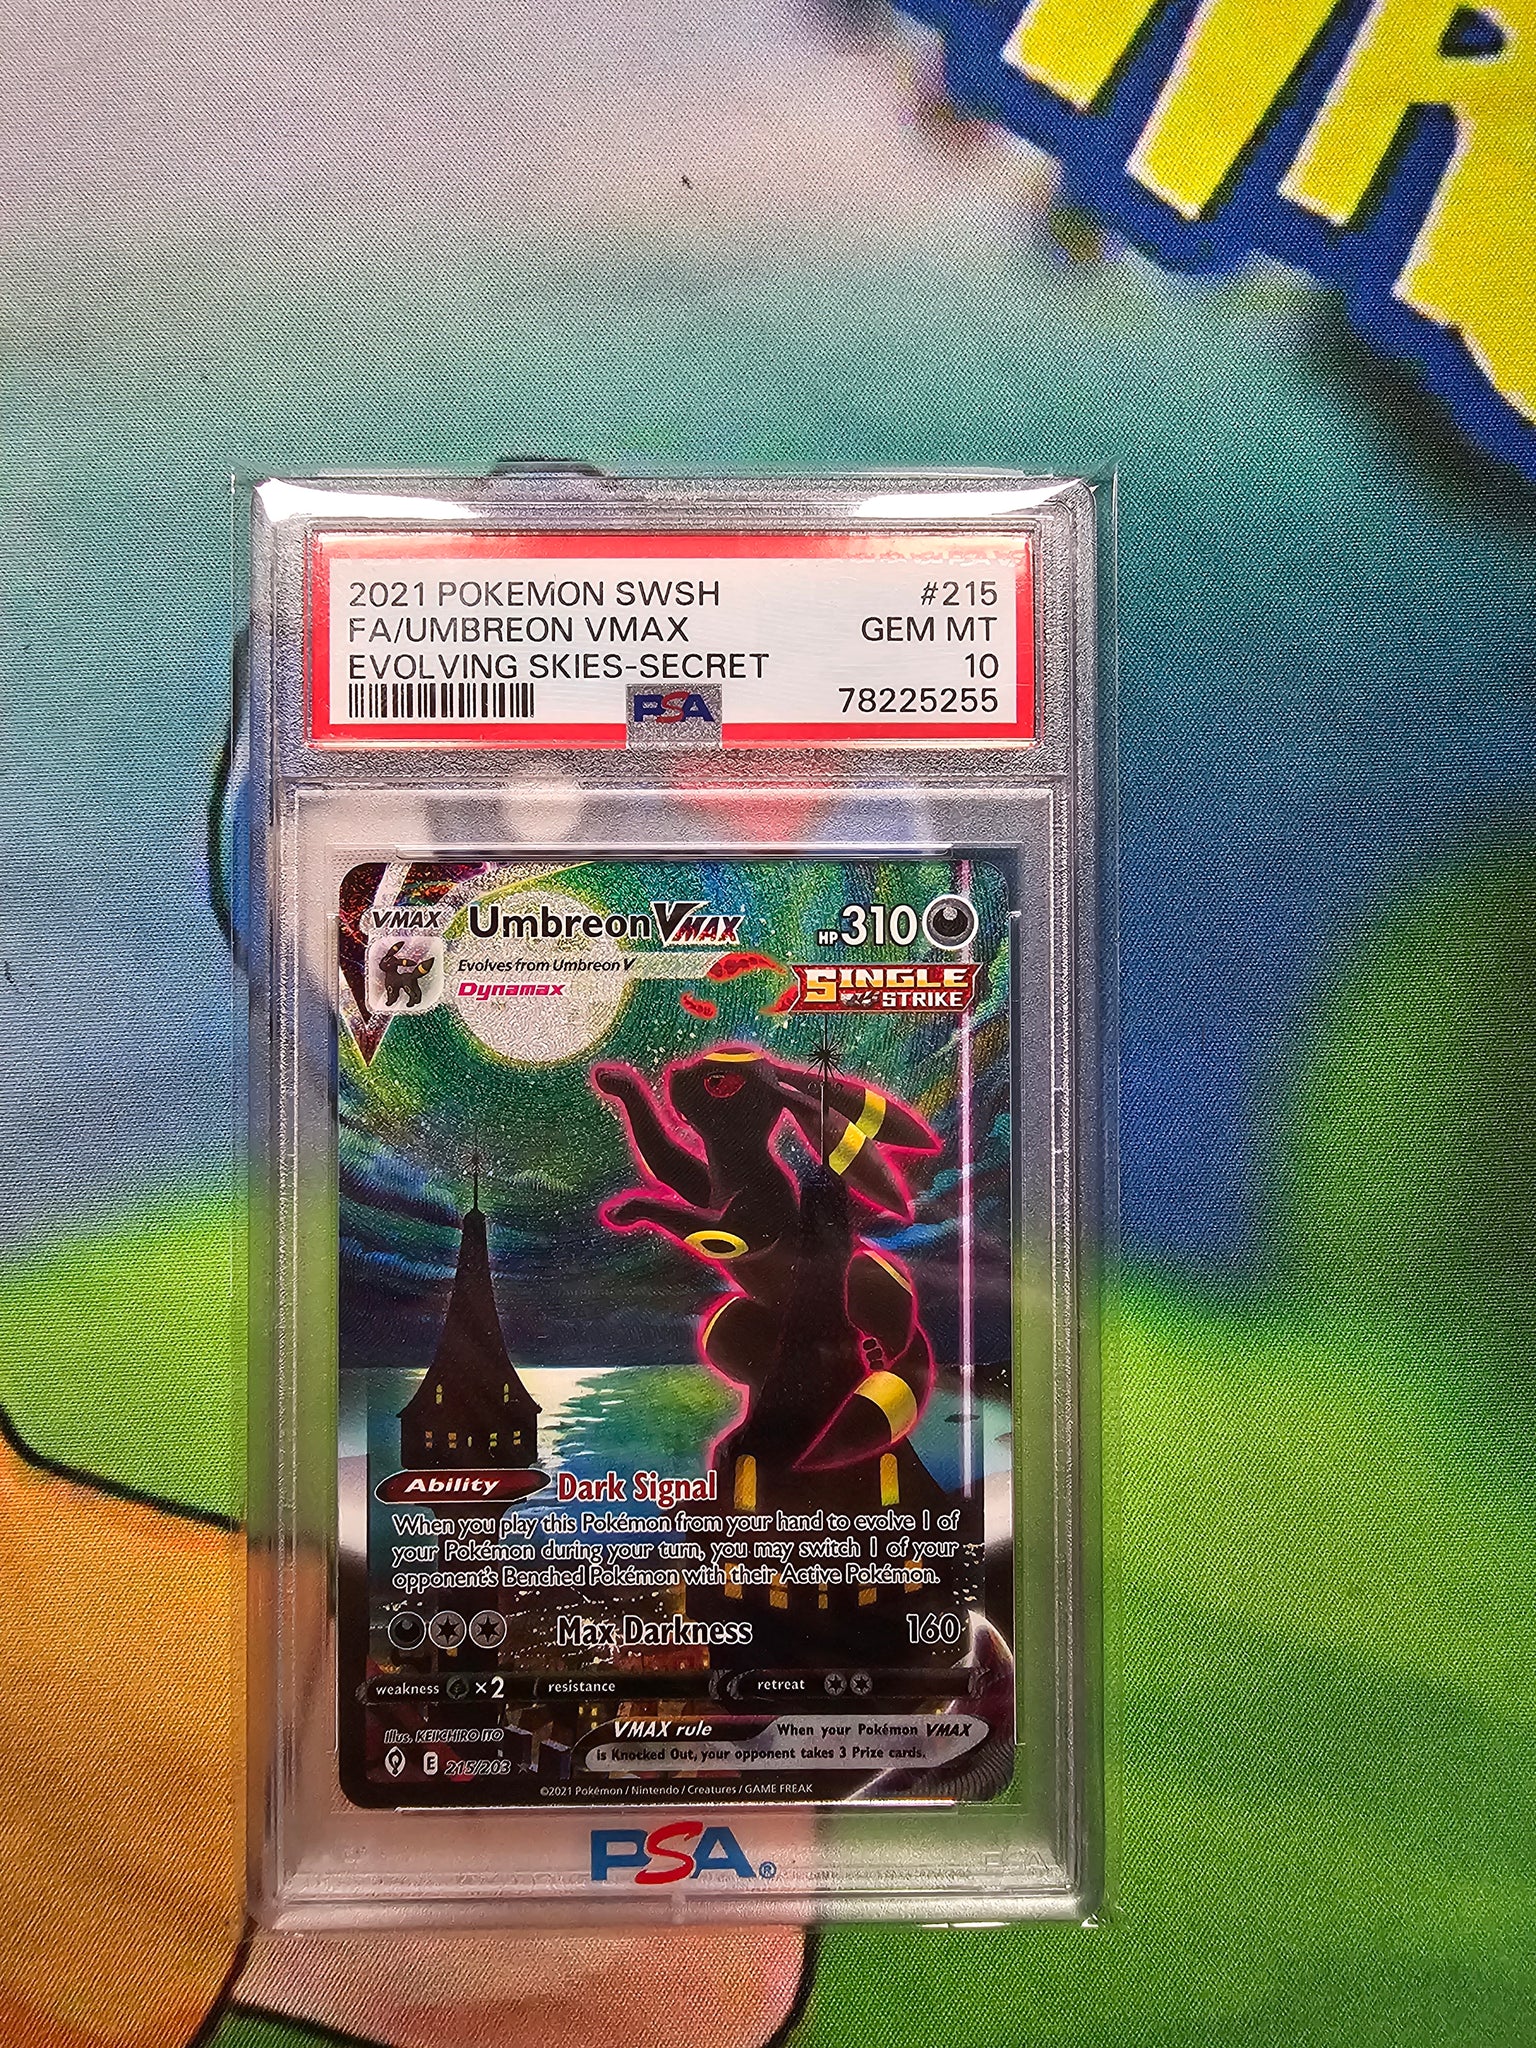 2021 POKEMON SWSH #215
FA/UMBREON VMAX GEM MT
EVOLVING SKIES-SECRET 10
PSA 78225255
VMAX Umbreon VMAX HP 310
Evolves from Umbreon V
Dynamax
SINGLE
STRIKE
Ability Dark Signal
When you play this Pokémon from your hand to evolve 1 of
your Pokémon during your turn, you may switch 1 of your
opponent's Benched Pokémon with their Active Pokémon.
Max Darkness 160
weakness ×2 resistance retreat
VMAX rule When your Pokémon VMAX
is Knocked Out, your opponent takes 3 Prize cards.
Illus. KEIICHIRO ITO
E 215/203
©2021 Pokémon / Nintendo / Creatures / GAME FREAK
PSA®